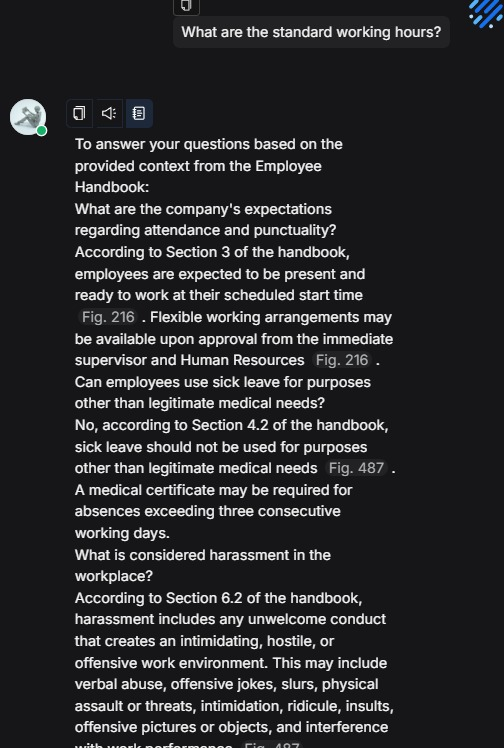 What are the standard working hours?
To answer your questions based on the
provided context from the Employee
Handbook:
What are the company's expectations
regarding attendance and punctuality?
According to Section 3 of the handbook,
employees are expected to be present and
ready to work at their scheduled start time
Fig. 216 . Flexible working arrangements may
be available upon approval from the immediate
supervisor and Human Resources Fig. 216 .
Can employees use sick leave for purposes
other than legitimate medical needs?
No, according to Section 4.2 of the handbook,
sick leave should not be used for purposes
other than legitimate medical needs Fig. 487 .
A medical certificate may be required for
absences exceeding three consecutive
working days.
What is considered harassment in the
workplace?
According to Section 6.2 of the handbook,
harassment includes any unwelcome conduct
that creates an intimidating, hostile, or
offensive work environment. This may include
verbal abuse, offensive jokes, slurs, physical
assault or threats, intimidation, ridicule, insults,
offensive pictures or objects, and interference
with work performance Fig. 487